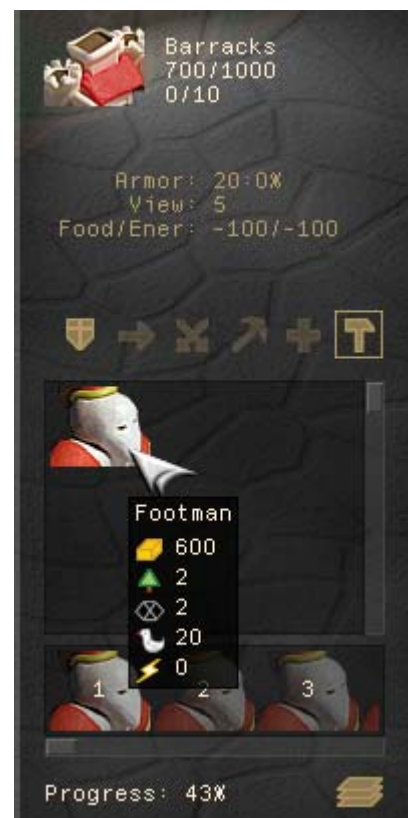 Barracks
700/1000
0/10
Armor: 20:0%
View: 5
Food/Ener: -100/-100
Footman
600
2
2
20
0
1 2 3
Progress: 43%